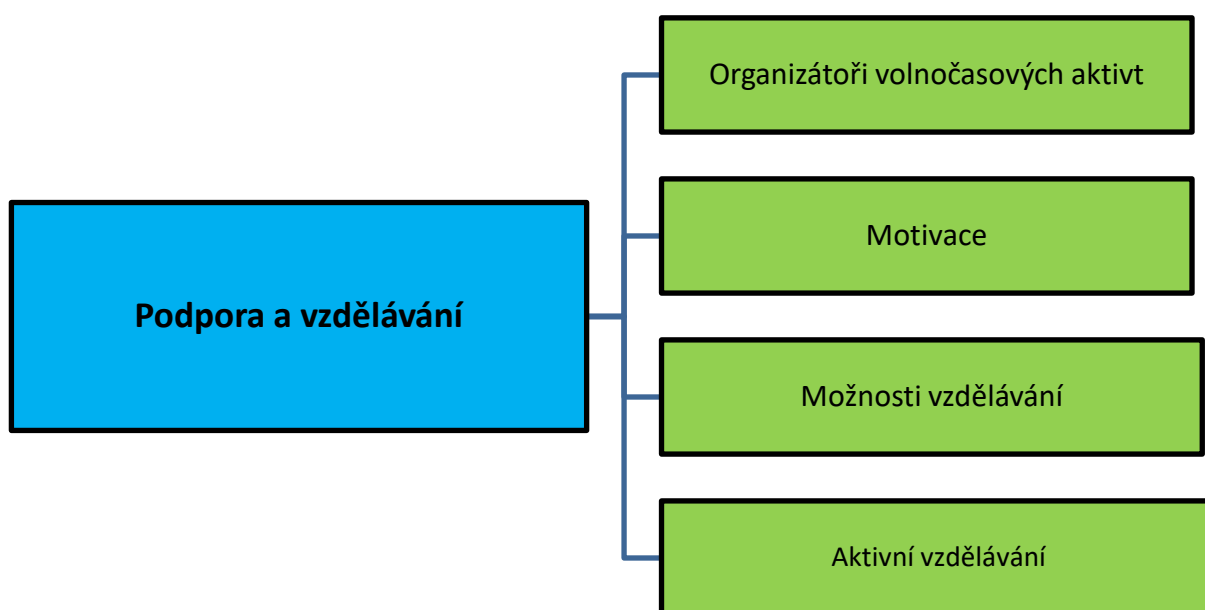 Organizátoři volnočasových aktivt
Motivace
Podpora a vzdělávání
Možnosti vzdělávání
Aktivní vzdělávání